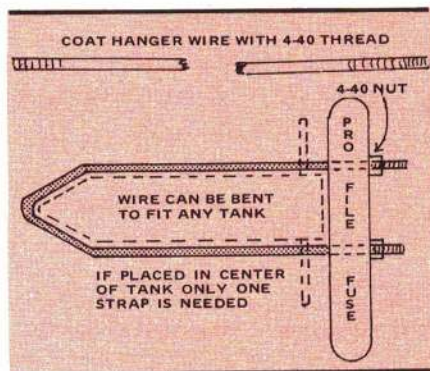 COAT HANGER WIRE WITH 4-40 THREAD
4-40 NUT
PRO
FILE
FUSE
WIRE CAN BE BENT
TO FIT ANY TANK
IF PLACED IN CENTER
OF TANK ONLY ONE
STRAP IS NEEDED